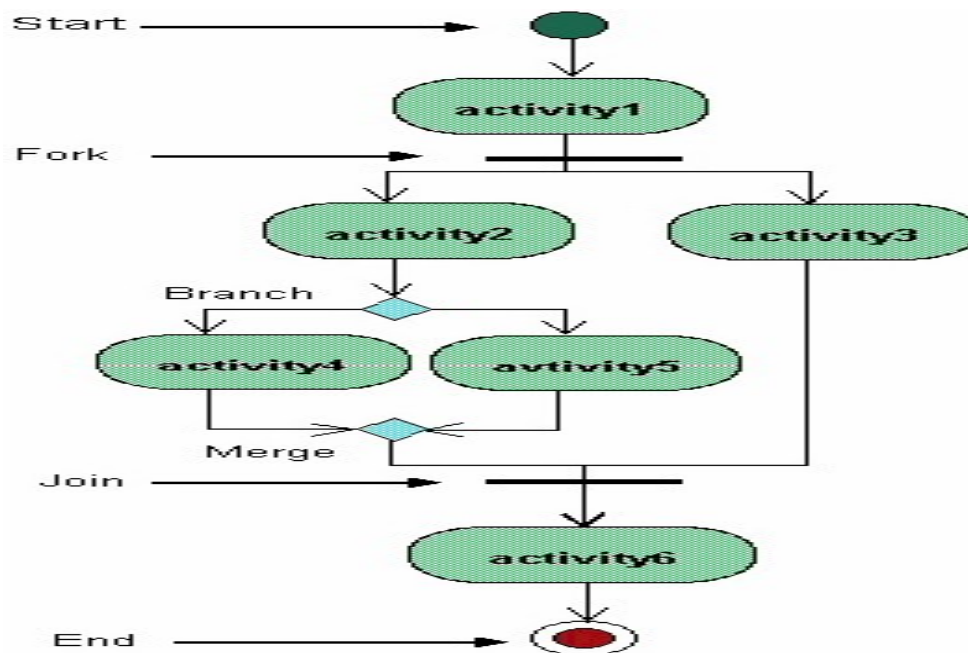 Start
activity1
Fork
activity2
activity3
Branch
activity4
avtivity5
Merge
Join
activity6
End